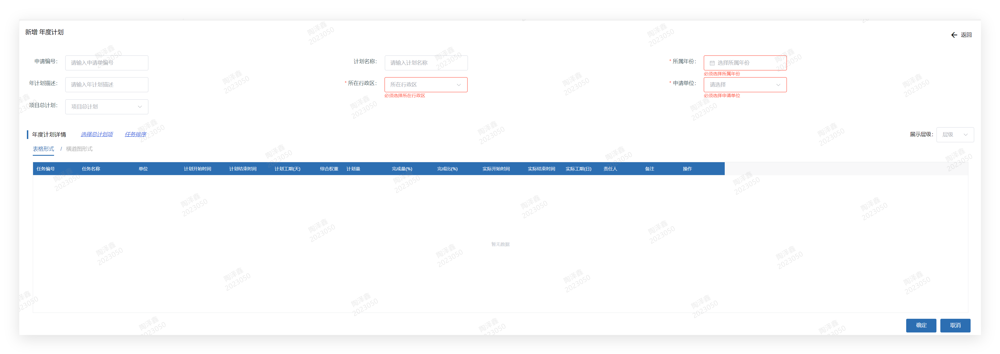 新增 年度计划
返回
申请编号： 请输入申请单编号 计划名称： 请输入计划名称 * 所属年份： 选择所属年份
必须选择所属年份
年计划描述： 请输入年计划描述 * 所在行政区： 所在行政区 * 申请单位： 请选择
必须选择所在行政区 必须选择申请单位
项目总计划： 项目总计划
年度计划详情 选择总计划项 任务排序 展示层级： 层级
表格形式 / 横道图形式
任务编号 任务名称 单位 计划开始时间 计划结束时间 计划工期(天) 综合权重 计划量 完成量(%) 完成比(%) 实际开始时间 实际结束时间 实际工期(日) 责任人 备注 操作
暂无数据
确定 取消
陶泽鑫
2023050